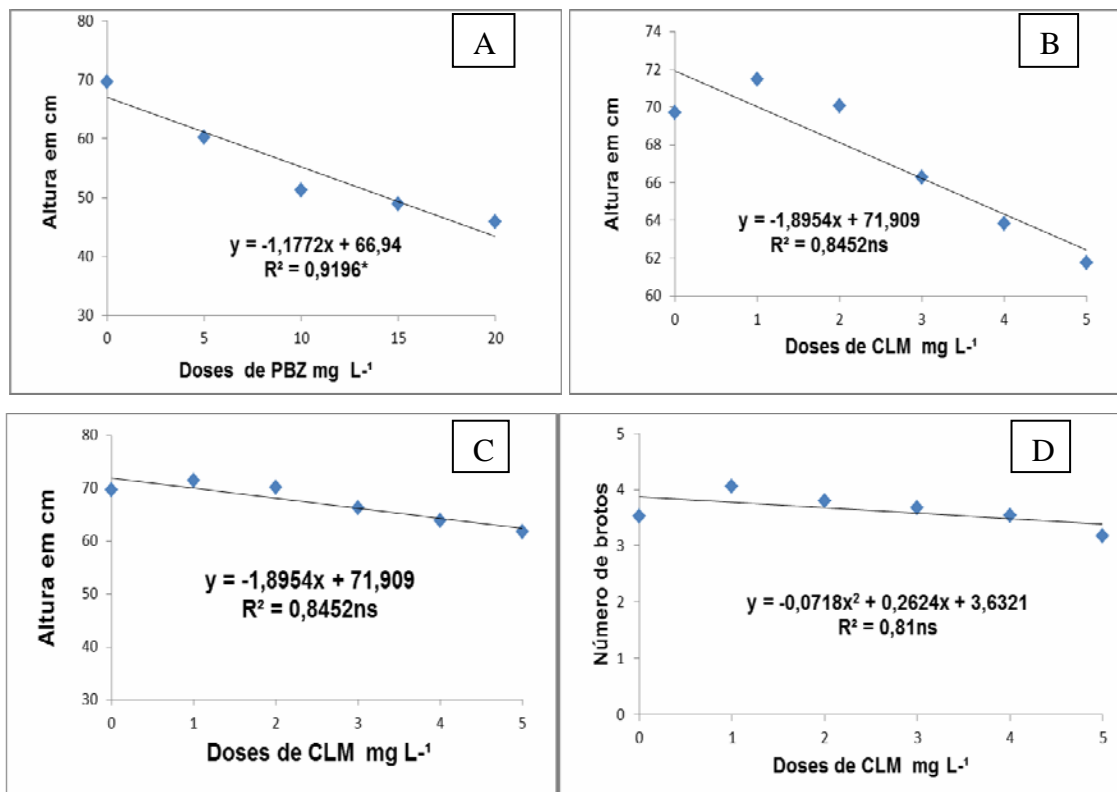 A
80
70
60
50
40
30
Altura em cm
y = -1,1772x + 66,94
R² = 0,9196*
0 5 10 15 20
Doses de PBZ mg L-¹
B
74
72
70
68
66
64
62
60
Altura em cm
y = -1,8954x + 71,909
R² = 0,8452ns
0 1 2 3 4 5
Doses de CLM mg L-¹
C
80
70
60
50
40
30
Altura em cm
y = -1,8954x + 71,909
R² = 0,8452ns
0 1 2 3 4 5
Doses de CLM mg L-¹
D
5
4
3
2
1
0
Número de brotos
y = -0,0718x² + 0,2624x + 3,6321
R² = 0,81ns
0 1 2 3 4 5
Doses de CLM mg L-¹